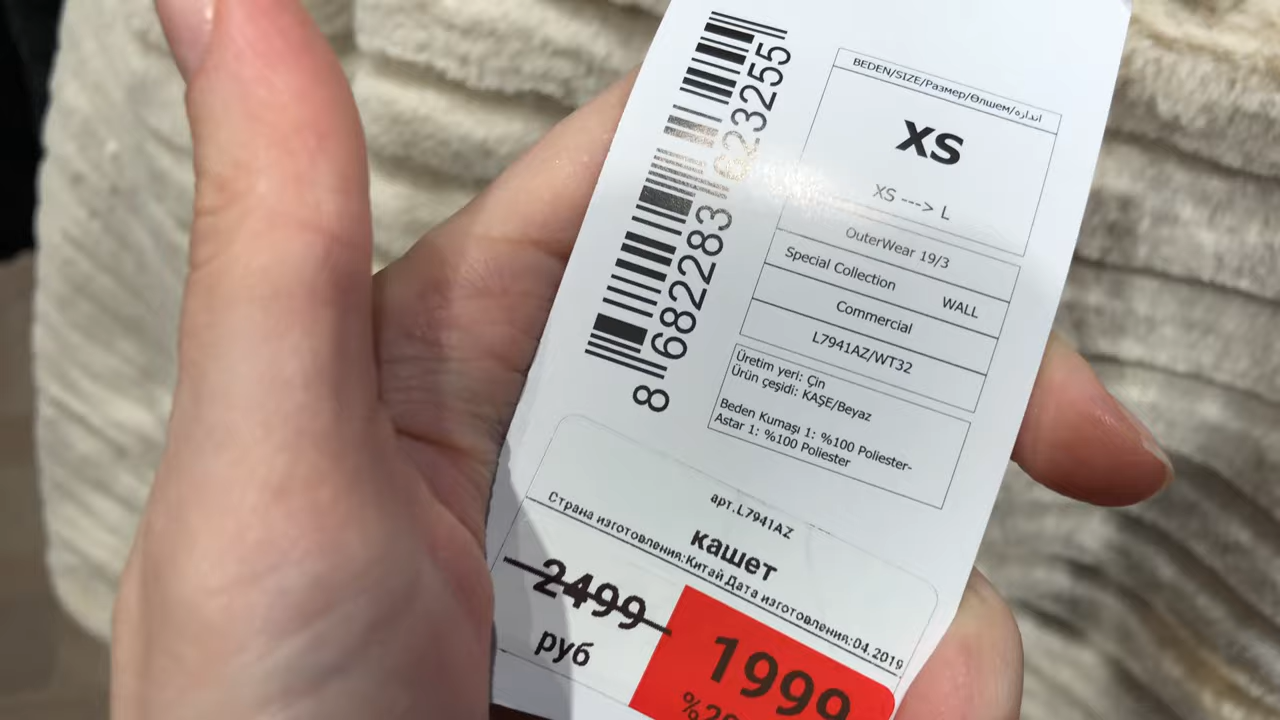 8 682283 323255
BEDEN/SIZE/Размер/Өлшем/اندازه
XS
XS ---> L
OuterWear 19/3
Special Collection WALL
Commercial
L7941AZ/WT32
Üretim yeri: Çin
Ürün çeşidi: KAŞE/Beyaz
Beden Kumaşı 1: %100 Poliester-
Astar 1: %100 Poliester
арт.L7941AZ
кашет
Страна изготовления:Китай Дата изготовления:04.2019
2499
руб
1999